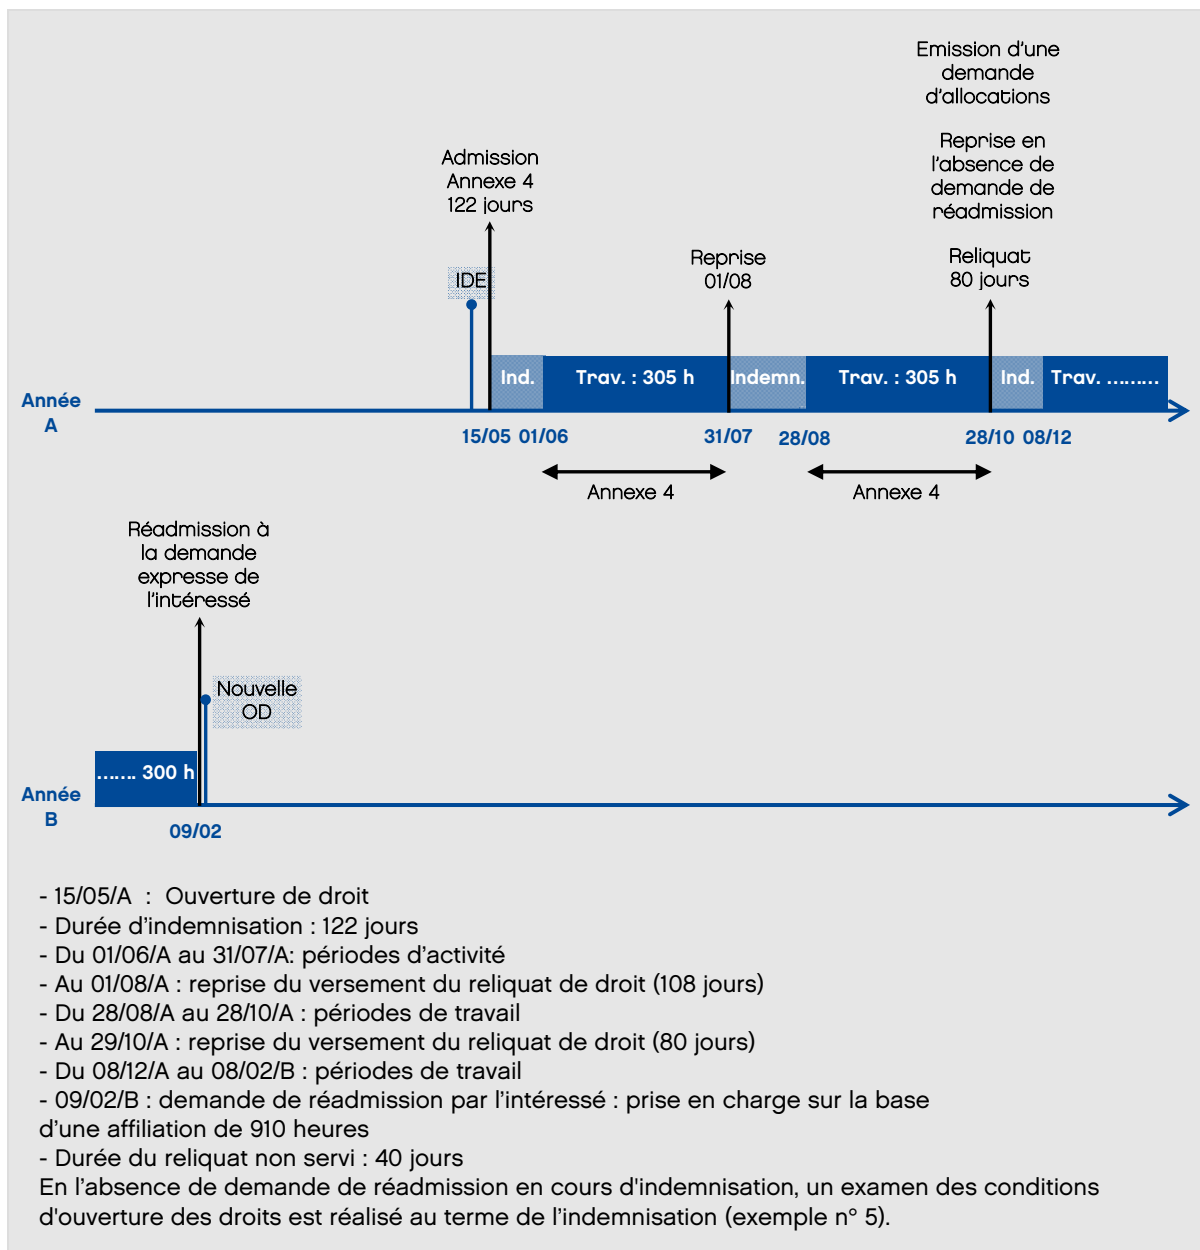 Emission d'une
demande
d'allocations
Reprise en
l'absence de
demande de
réadmission
Reliquat
80 jours
Admission
Annexe 4
122 jours
Reprise
01/08
IDE
Ind.
Trav. : 305 h
Indemn.
Trav. : 305 h
Ind.
Trav. .........
Année
A
15/05
01/06
31/07
28/08
28/10
08/12
Annexe 4
Annexe 4
Réadmission à
la demande
expresse de
l'intéressé
Nouvelle
OD
....... 300 h
Année
B
09/02
- 15/05/A : Ouverture de droit
- Durée d'indemnisation : 122 jours
- Du 01/06/A au 31/07/A: périodes d'activité
- Au 01/08/A : reprise du versement du reliquat de droit (108 jours)
- Du 28/08/A au 28/10/A : périodes de travail
- Au 29/10/A : reprise du versement du reliquat de droit (80 jours)
- Du 08/12/A au 08/02/B : périodes de travail
- 09/02/B : demande de réadmission par l'intéressé : prise en charge sur la base
d'une affiliation de 910 heures
- Durée du reliquat non servi : 40 jours
En l'absence de demande de réadmission en cours d'indemnisation, un examen des conditions
d'ouverture des droits est réalisé au terme de l'indemnisation (exemple n° 5).